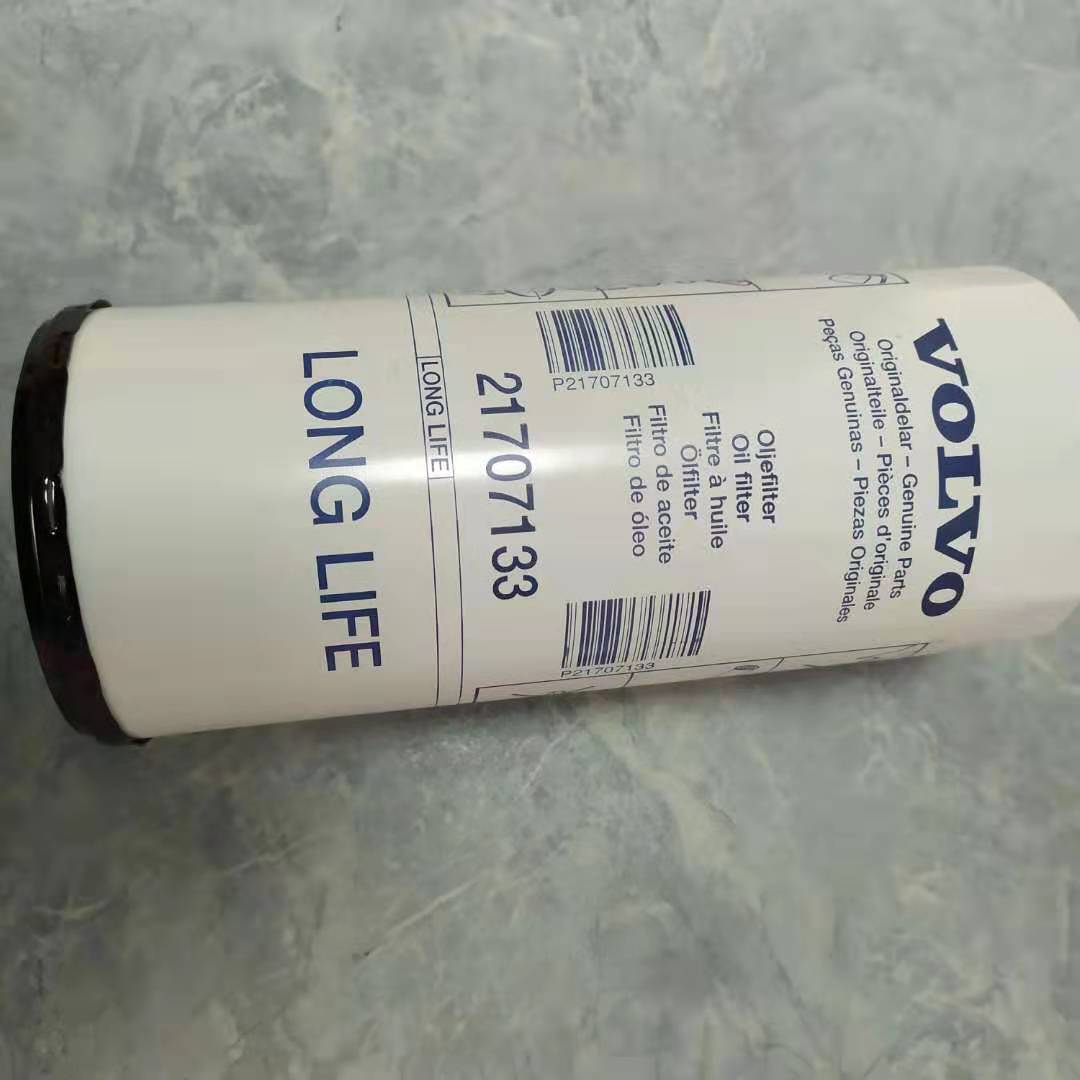 VOLVO
Originaldelar – Genuine Parts
Originalteile – Pièces d'originale
Peças Genuinas – Piezas Originales
Oljefilter
Oil filter
Filtre à huile
Ölfilter
Filtro de aceite
Filtro de óleo
P21707133
P21707133
21707133
LONG LIFE
LONG LIFE